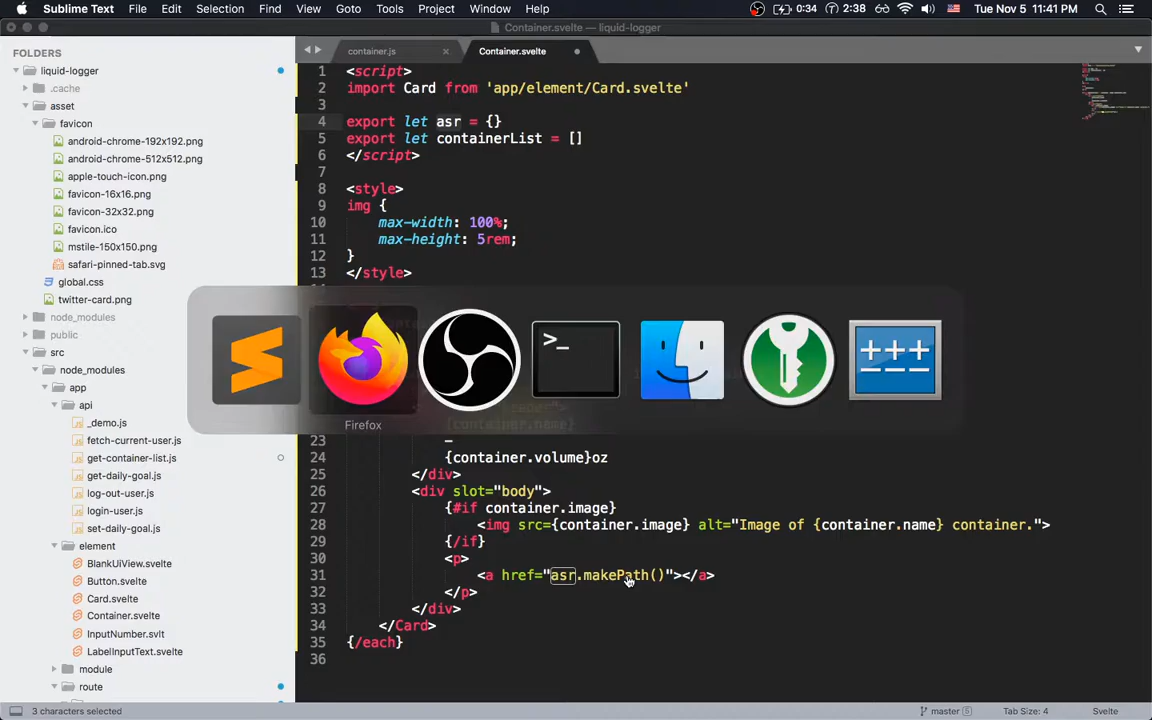 Sublime Text File Edit Selection Find View Goto Tools Project Window Help 0:34 2:38 Tue Nov 5 11:41 PM
Container.svelte — liquid-logger
FOLDERS
liquid-logger
.cache
asset
favicon
android-chrome-192x192.png
android-chrome-512x512.png
apple-touch-icon.png
favicon-16x16.png
favicon-32x32.png
favicon.ico
mstile-150x150.png
safari-pinned-tab.svg
global.css
twitter-card.png
node_modules
public
src
node_modules
app
api
_demo.js
fetch-current-user.js
get-container-list.js
get-daily-goal.js
log-out-user.js
login-user.js
set-daily-goal.js
element
BlankUiView.svelte
Button.svelte
Card.svelte
Container.svelte
InputNumber.svlt
LabelInputText.svelte
module
route
container.js Container.svelte
1 <script>
2 import Card from 'app/element/Card.svelte'
3
4 export let asr = {}
5 export let containerList = []
6 </script>
7
8 <style>
9 img {
10 max-width: 100%;
11 max-height: 5rem;
12 }
13 </style>
>_
+++
Firefox
{container.name}
23 —
24 {container.volume}oz
25 </div>
26 <div slot="body">
27 {#if container.image}
28 <img src={container.image} alt="Image of {container.name} container.">
29 {/if}
30 <p>
31 <a href="asr.makePath()"></a>
32 </p>
33 </div>
34 </Card>
35 {/each}
36
3 characters selected master 5 Tab Size: 4 Svelte